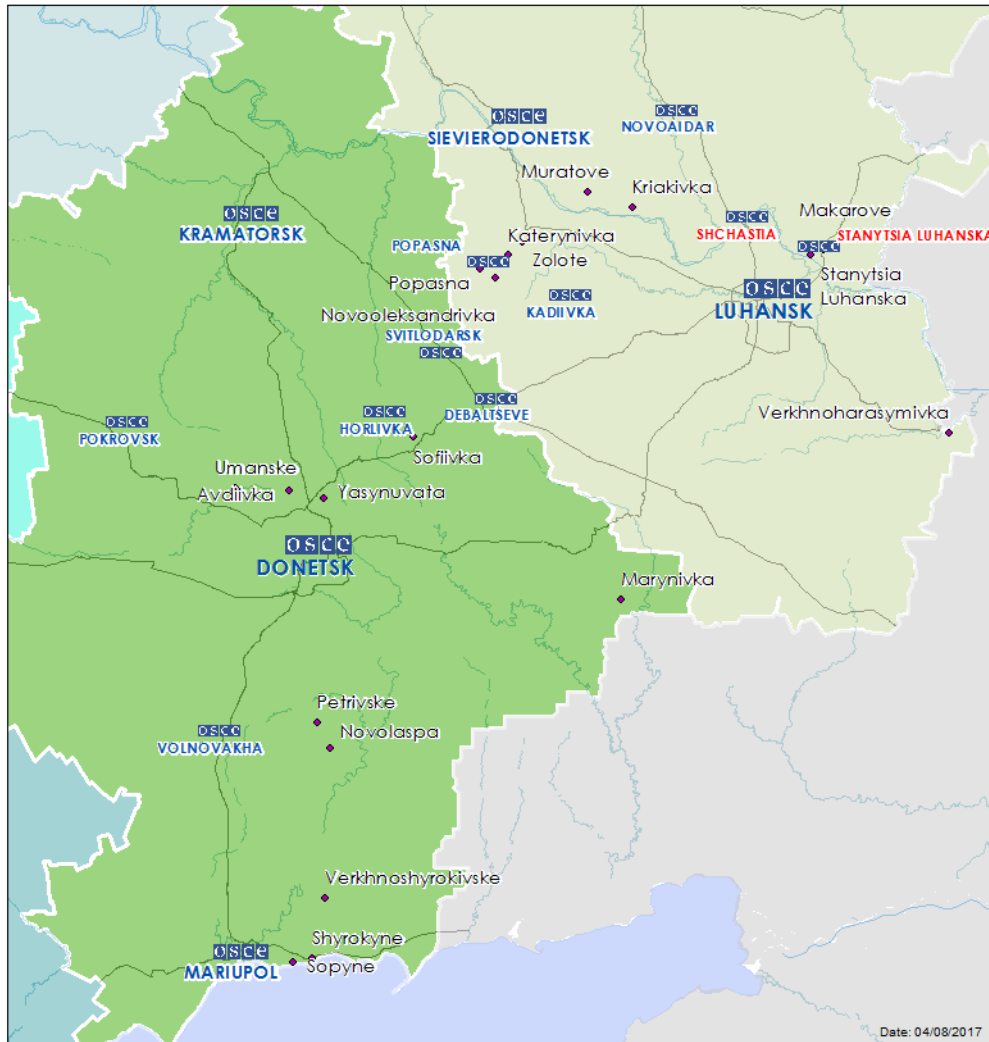 osce
SIEVIERODONETSK
osce
NOVOAIDAR
Muratove
Kriakivka
osce
KRAMATORSK
osce
SHCHASTIA
Makarove
osce
STANYTSIA LUHANSKA
POPASNA
osce
Katerynivka
Zolote
Popasna
Stanytsia
Luhanska
osce
LUHANSK
osce
KADIIVKA
Novooleksandrivka
SVITLODARSK
osce
osce
DEBALTSEVE
osce
HORLIVKA
Sofiivka
osce
POKROVSK
Verkhnoharasymivka
Umanske
Avdiivka
Yasynuvata
osce
DONETSK
Marynivka
Petrivske
Novolaspa
osce
VOLNOVAKHA
Verkhnoshyrokivske
Shyrokyne
Sopyne
osce
MARIUPOL
Date: 04/08/2017